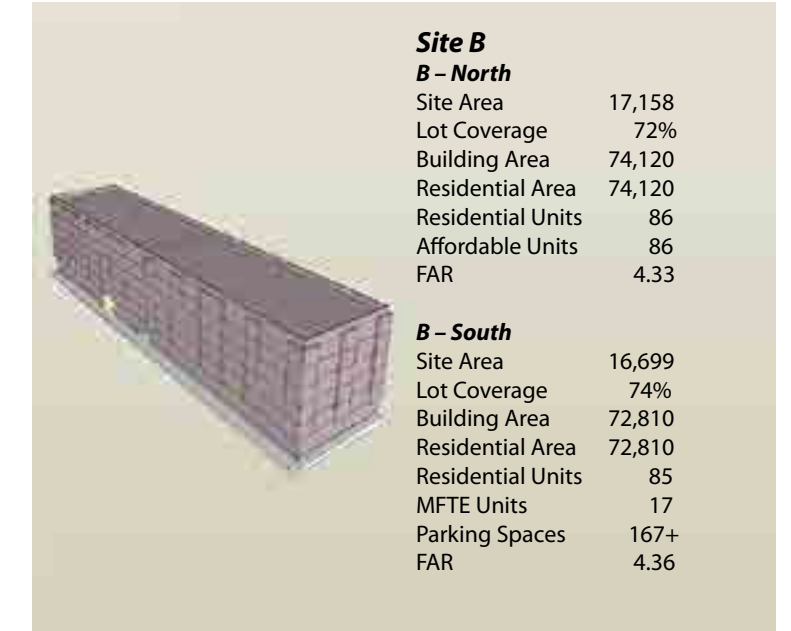 Site B
B – North
Site Area 17,158
Lot Coverage 72%
Building Area 74,120
Residential Area 74,120
Residential Units 86
Affordable Units 86
FAR 4.33
B – South
Site Area 16,699
Lot Coverage 74%
Building Area 72,810
Residential Area 72,810
Residential Units 85
MFTE Units 17
Parking Spaces 167+
FAR 4.36